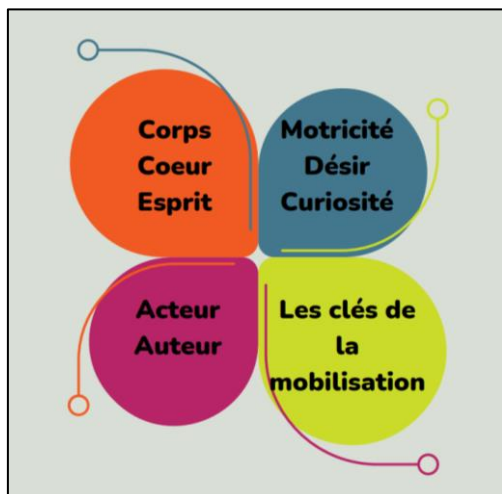 Corps
Coeur
Esprit
Motricité
Désir
Curiosité
Acteur
Auteur
Les clés de
la
mobilisation